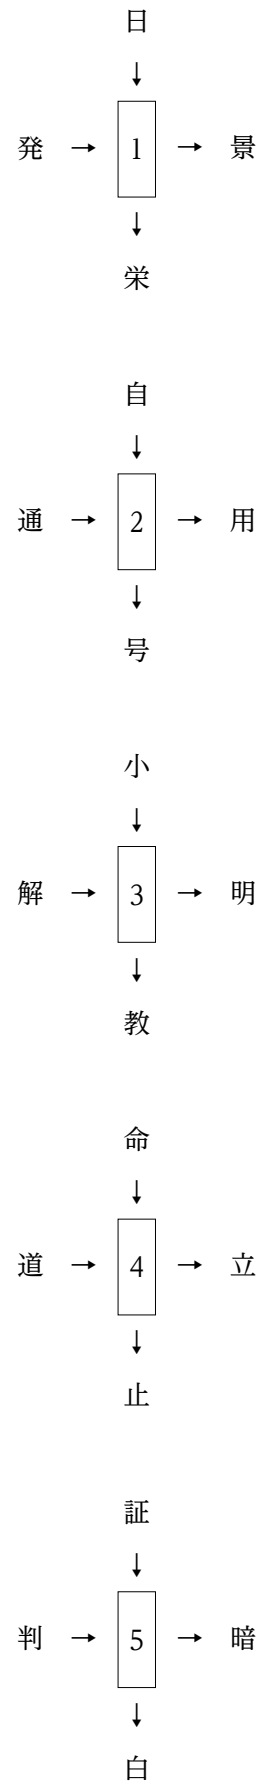 日
↓
発 → 1 → 景
↓
栄
自
↓
通 → 2 → 用
↓
号
小
↓
解 → 3 → 明
↓
教
命
↓
道 → 4 → 立
↓
止
証
↓
判 → 5 → 暗
↓
白